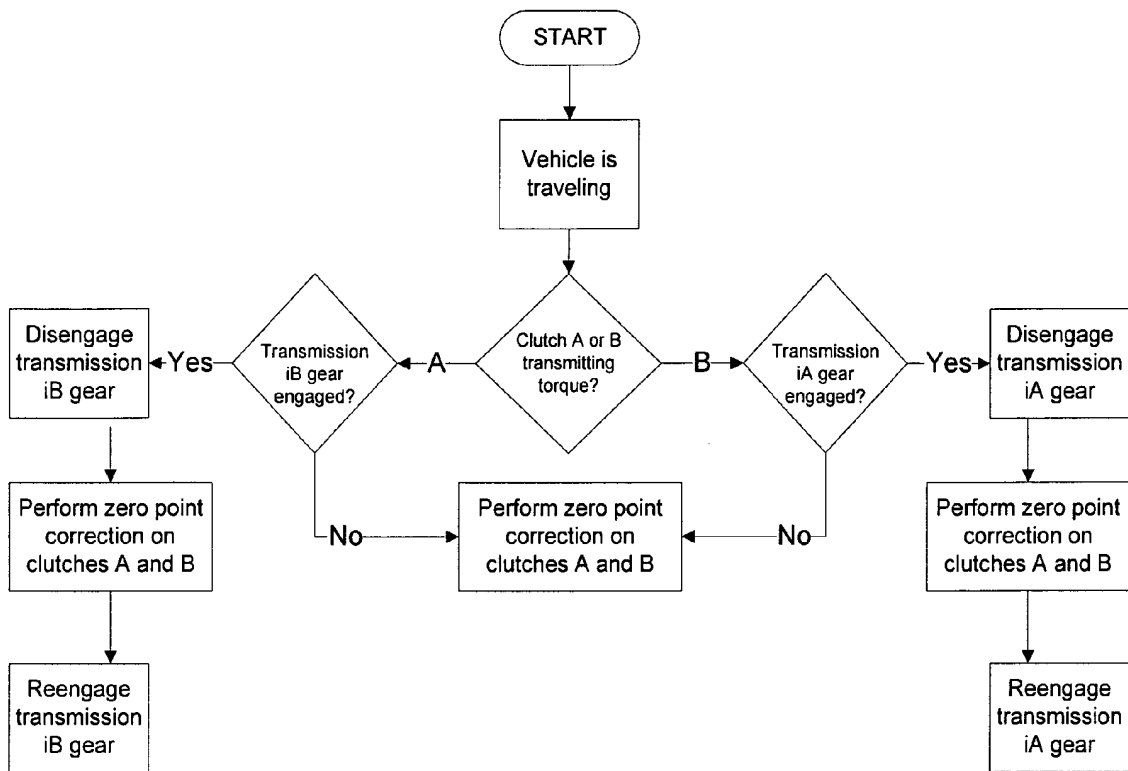 START
Vehicle is
traveling
Clutch A or B
transmitting
torque?
A
B
Transmission
iB gear
engaged?
Transmission
iA gear
engaged?
Yes
Yes
Disengage
transmission
iB gear
Disengage
transmission
iA gear
No
No
Perform zero point
correction on
clutches A and B
Perform zero point
correction on
clutches A and B
Perform zero point
correction on
clutches A and B
Reengage
transmission
iB gear
Reengage
transmission
iA gear